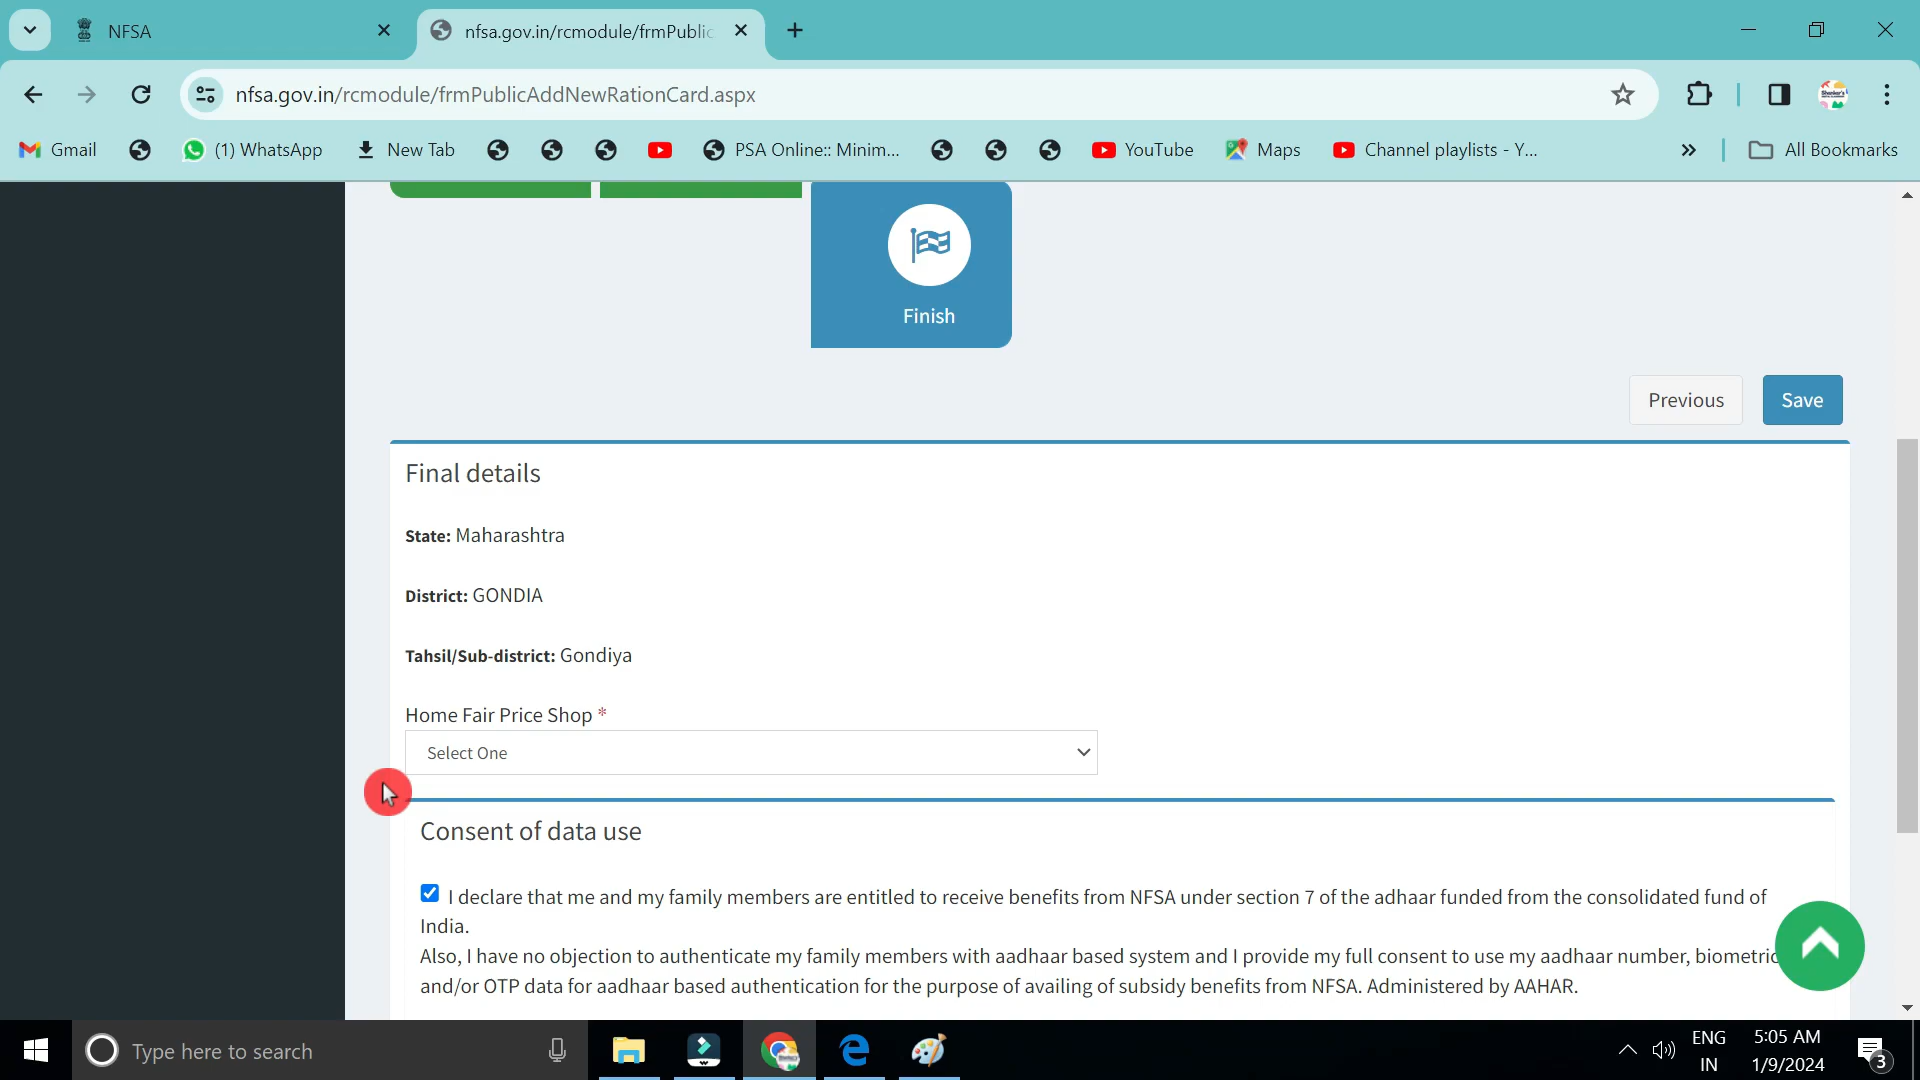 NFSA
nfsa.gov.in/rcmodule/frmPublic
nfsa.gov.in/rcmodule/frmPublicAddNewRationCard.aspx
Gmail
(1) WhatsApp
New Tab
PSA Online:: Minim...
YouTube
Maps
Channel playlists - Y...
All Bookmarks
Finish
Previous
Save
Final details
State: Maharashtra
District: GONDIA
Tahsil/Sub-district: Gondiya
Home Fair Price Shop *
Select One
Consent of data use
I declare that me and my family members are entitled to receive benefits from NFSA under section 7 of the adhaar funded from the consolidated fund of
India.
Also, I have no objection to authenticate my family members with aadhaar based system and I provide my full consent to use my aadhaar number, biometric
and/or OTP data for aadhaar based authentication for the purpose of availing of subsidy benefits from NFSA. Administered by AAHAR.
Type here to search
ENG
IN
5:05 AM
1/9/2024
3